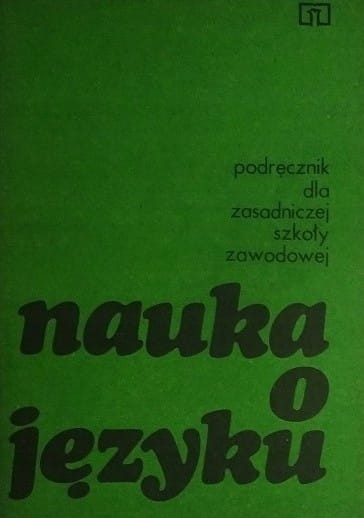 podręcznik
dla
zasadniczej
szkoły
zawodowej
nauka
o
języku